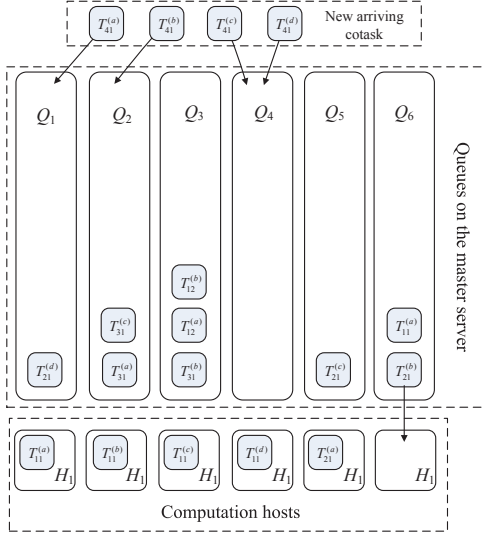 T41(a) T41(b) T41(c) T41(d) New arriving
cotask
Q1 Q2 Q3 Q4 Q5 Q6
Queues on the master server
T12(b)
T31(c) T12(a) T11(a)
T21(d) T31(a) T31(b) T21(c) T21(b)
T11(a) T11(b) T11(c) T11(d) T21(a)
H1 H1 H1 H1 H1 H1
Computation hosts